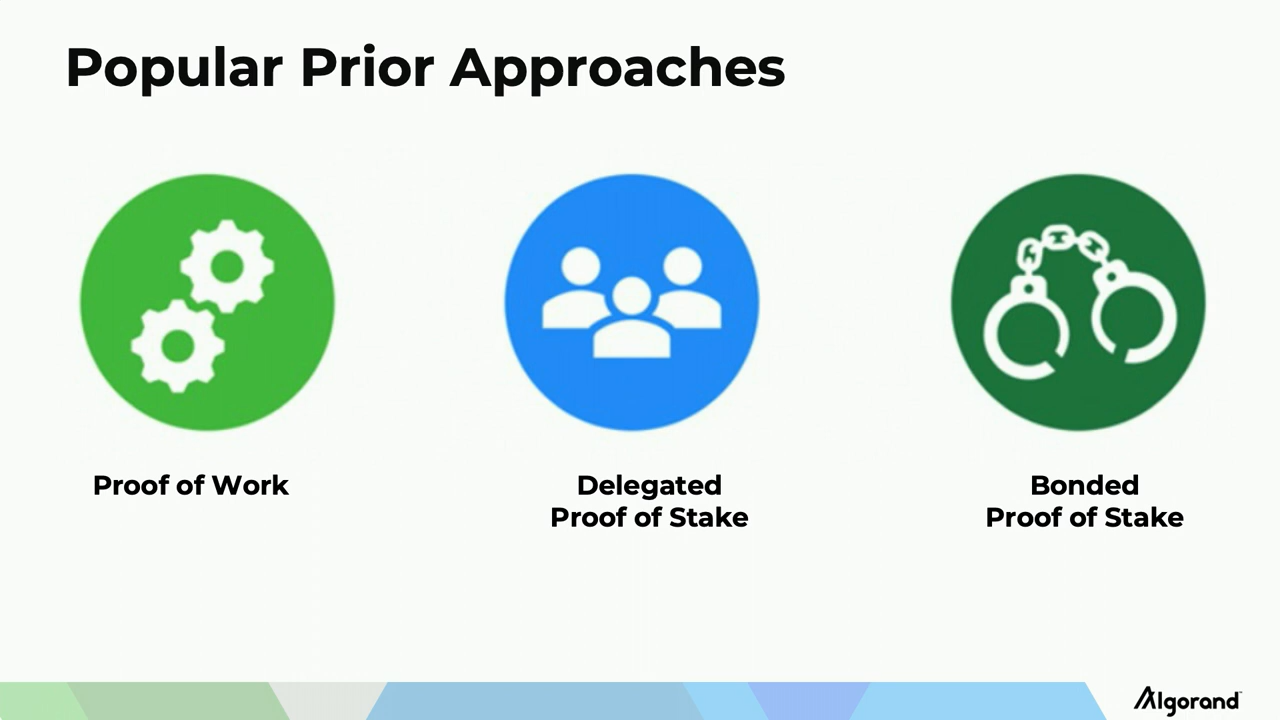 Popular Prior Approaches
Proof of Work
Delegated
Proof of Stake
Bonded
Proof of Stake
Algorand